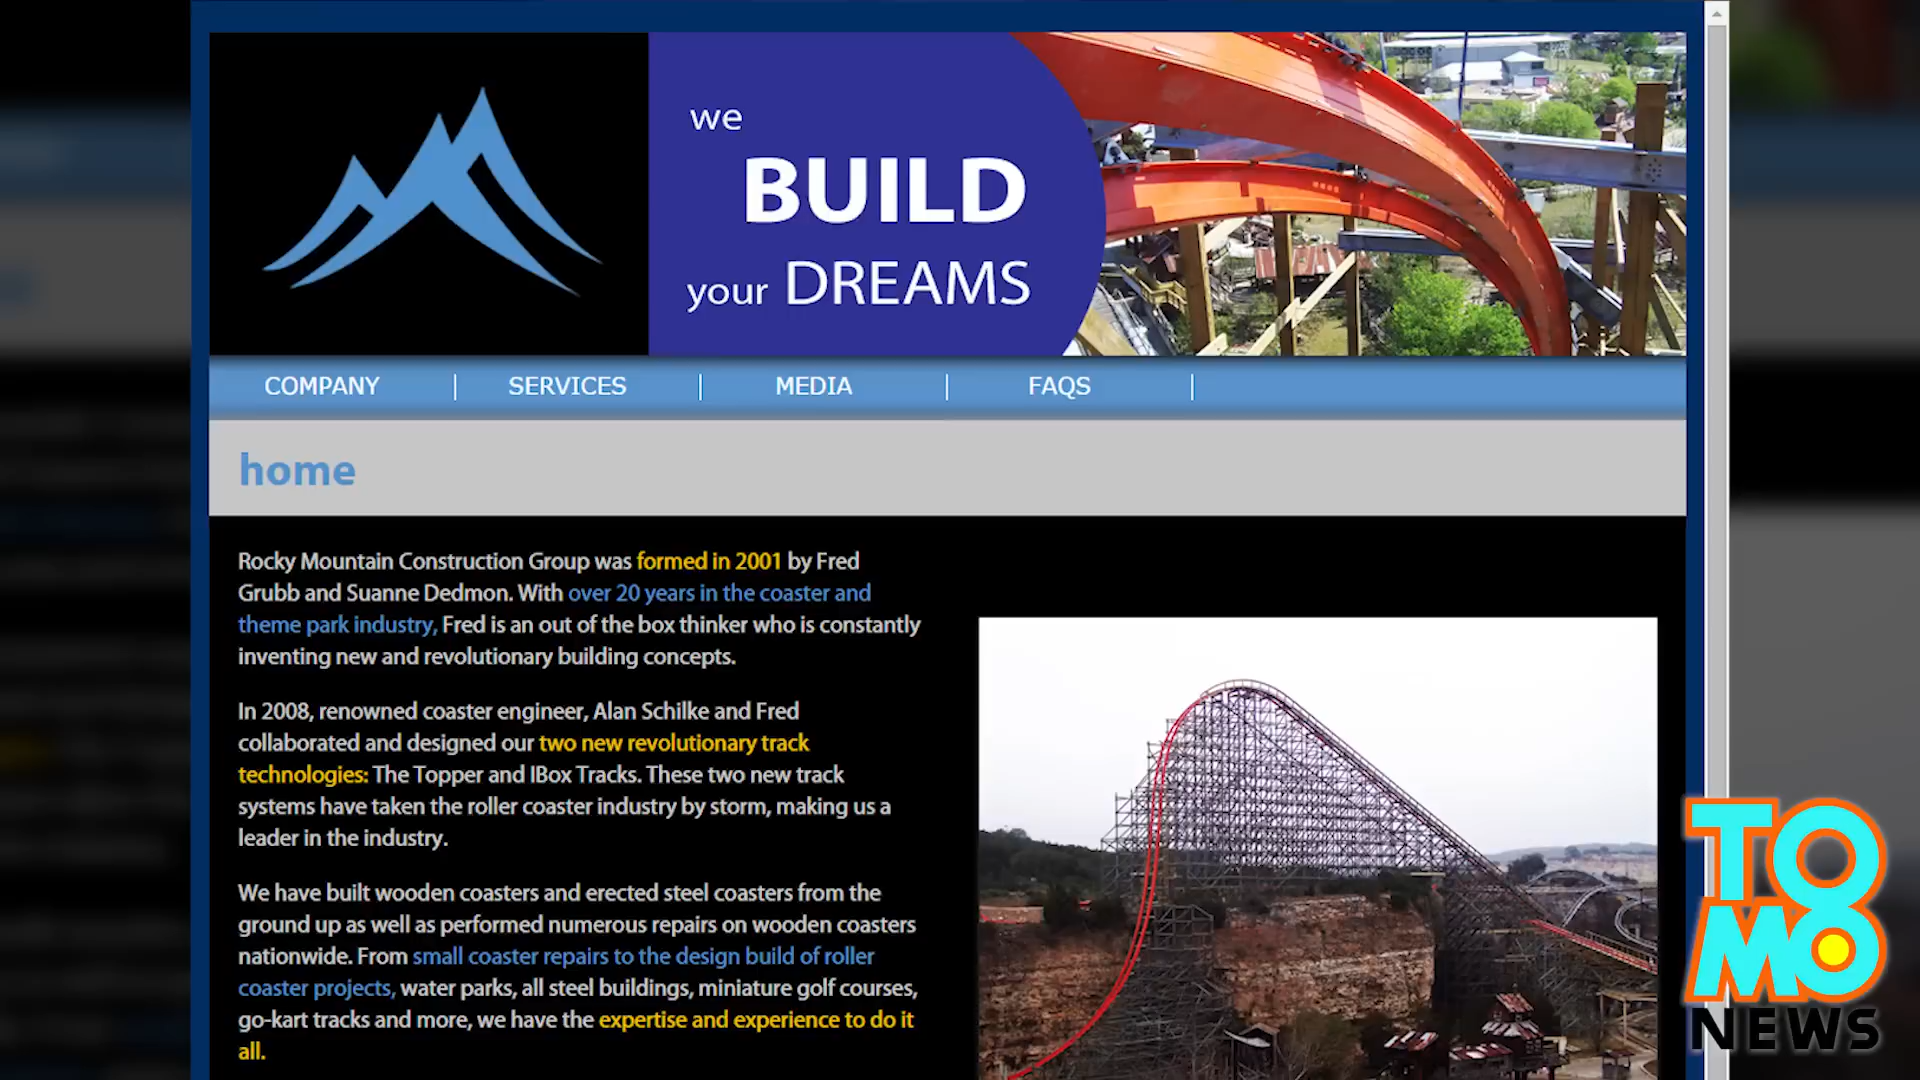 we
BUILD
your DREAMS
COMPANY
SERVICES
MEDIA
FAQS
home
Rocky Mountain Construction Group was formed in 2001 by Fred
Grubb and Suanne Dedmon. With over 20 years in the coaster and
theme park industry, Fred is an out of the box thinker who is constantly
inventing new and revolutionary building concepts.
In 2008, renowned coaster engineer, Alan Schilke and Fred
collaborated and designed our two new revolutionary track
technologies: The Topper and IBox Tracks. These two new track
systems have taken the roller coaster industry by storm, making us a
leader in the industry.
We have built wooden coasters and erected steel coasters from the
ground up as well as performed numerous repairs on wooden coasters
nationwide. From small coaster repairs to the design build of roller
coaster projects, water parks, all steel buildings, miniature golf courses,
go-kart tracks and more, we have the expertise and experience to do it
all.
TO
MO
NEWS